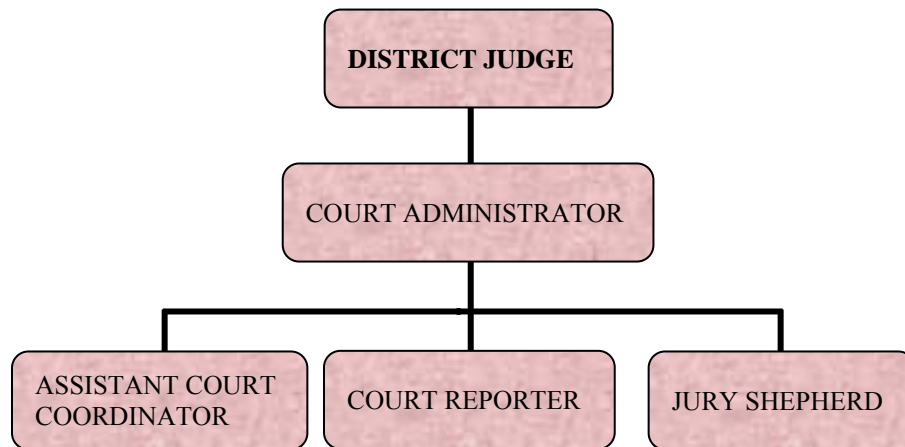 DISTRICT JUDGE
COURT ADMINISTRATOR
ASSISTANT COURT
COORDINATOR
COURT REPORTER
JURY SHEPHERD